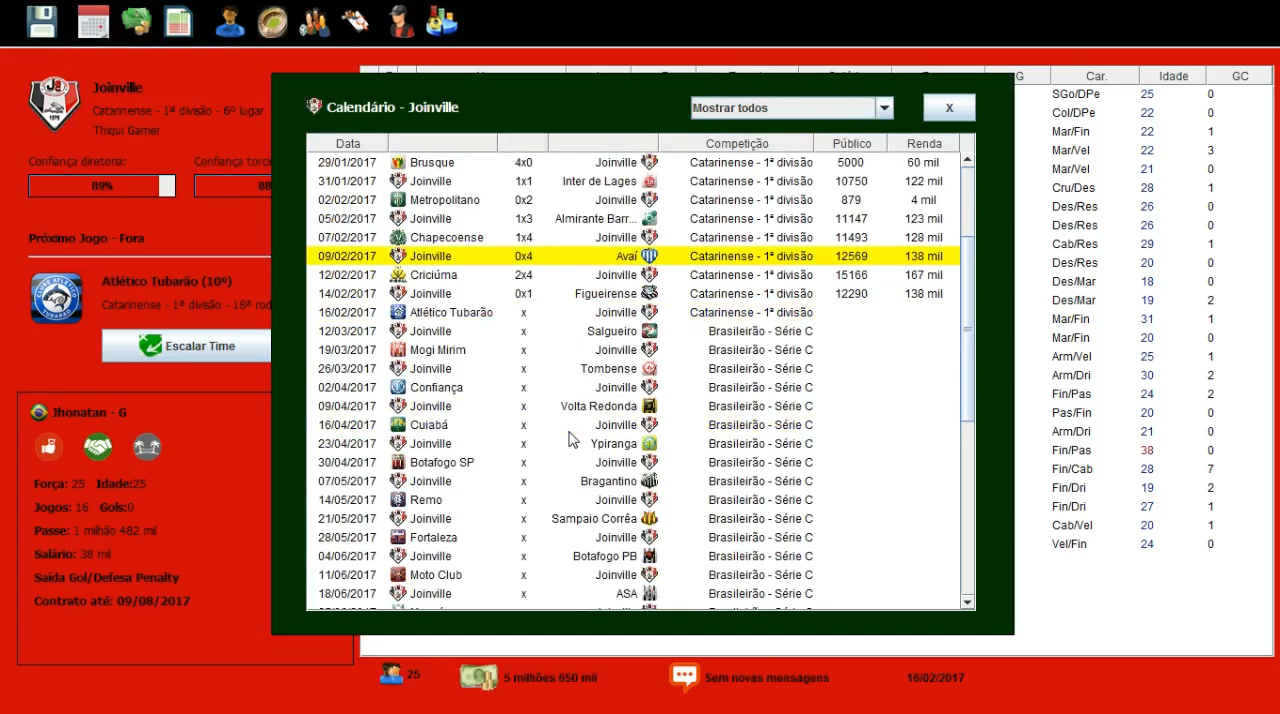 Joinville
Catarinense - 1ª divisão - 6º lugar
Thiqui Gamer
Confiança diretoria:
Confiança torci
89%
88
Próximo Jogo - Fora
Atlético Tubarão (10º)
Catarinense - 1ª divisão - 18ª rod
Escalar Time
Jhonatan - G
Força: 25 Idade:25
Jogos: 16 Gols:0
Passe: 1 milhão 482 mil
Salário: 38 mil
Saída Gol/Defesa Penalty
Contrato até: 09/08/2017
Calendário - Joinville
Mostrar todos
X
Data Competição Público Renda
29/01/2017 Brusque 4x0 Joinville Catarinense - 1ª divisão 5000 60 mil
31/01/2017 Joinville 1x1 Inter de Lages Catarinense - 1ª divisão 10750 122 mil
02/02/2017 Metropolitano 0x2 Joinville Catarinense - 1ª divisão 879 4 mil
05/02/2017 Joinville 1x3 Almirante Barr... Catarinense - 1ª divisão 11147 123 mil
07/02/2017 Chapecoense 1x4 Joinville Catarinense - 1ª divisão 11493 128 mil
09/02/2017 Joinville 0x4 Avaí Catarinense - 1ª divisão 12569 138 mil
12/02/2017 Criciúma 2x4 Joinville Catarinense - 1ª divisão 15166 167 mil
14/02/2017 Joinville 0x1 Figueirense Catarinense - 1ª divisão 12290 138 mil
16/02/2017 Atlético Tubarão x Joinville Catarinense - 1ª divisão
12/03/2017 Joinville x Salgueiro Brasileirão - Série C
19/03/2017 Mogi Mirim x Joinville Brasileirão - Série C
26/03/2017 Joinville x Tombense Brasileirão - Série C
02/04/2017 Confiança x Joinville Brasileirão - Série C
09/04/2017 Joinville x Volta Redonda Brasileirão - Série C
16/04/2017 Cuiabá x Joinville Brasileirão - Série C
23/04/2017 Joinville x Ypiranga Brasileirão - Série C
30/04/2017 Botafogo SP x Joinville Brasileirão - Série C
07/05/2017 Joinville x Bragantino Brasileirão - Série C
14/05/2017 Remo x Joinville Brasileirão - Série C
21/05/2017 Joinville x Sampaio Corrêa Brasileirão - Série C
28/05/2017 Fortaleza x Joinville Brasileirão - Série C
04/06/2017 Joinville x Botafogo PB Brasileirão - Série C
11/06/2017 Moto Club x Joinville Brasileirão - Série C
18/06/2017 Joinville x ASA Brasileirão - Série C
G Car. Idade GC
SGo/DPe 25 0
Col/DPe 22 0
Mar/Fin 22 1
Mar/Vel 22 3
Mar/Vel 21 0
Cru/Des 28 1
Des/Res 26 0
Des/Res 26 0
Cab/Res 29 1
Des/Res 20 0
Des/Mar 18 0
Des/Mar 19 2
Mar/Fin 31 1
Mar/Fin 20 0
Arm/Vel 25 1
Arm/Dri 30 2
Fin/Pas 24 2
Pas/Fin 20 0
Arm/Dri 21 0
Fin/Pas 38 0
Fin/Cab 28 7
Fin/Dri 19 2
Fin/Dri 27 1
Cab/Vel 20 1
Vel/Fin 24 0
25
5 milhões 650 mil
Sem novas mensagens
16/02/2017